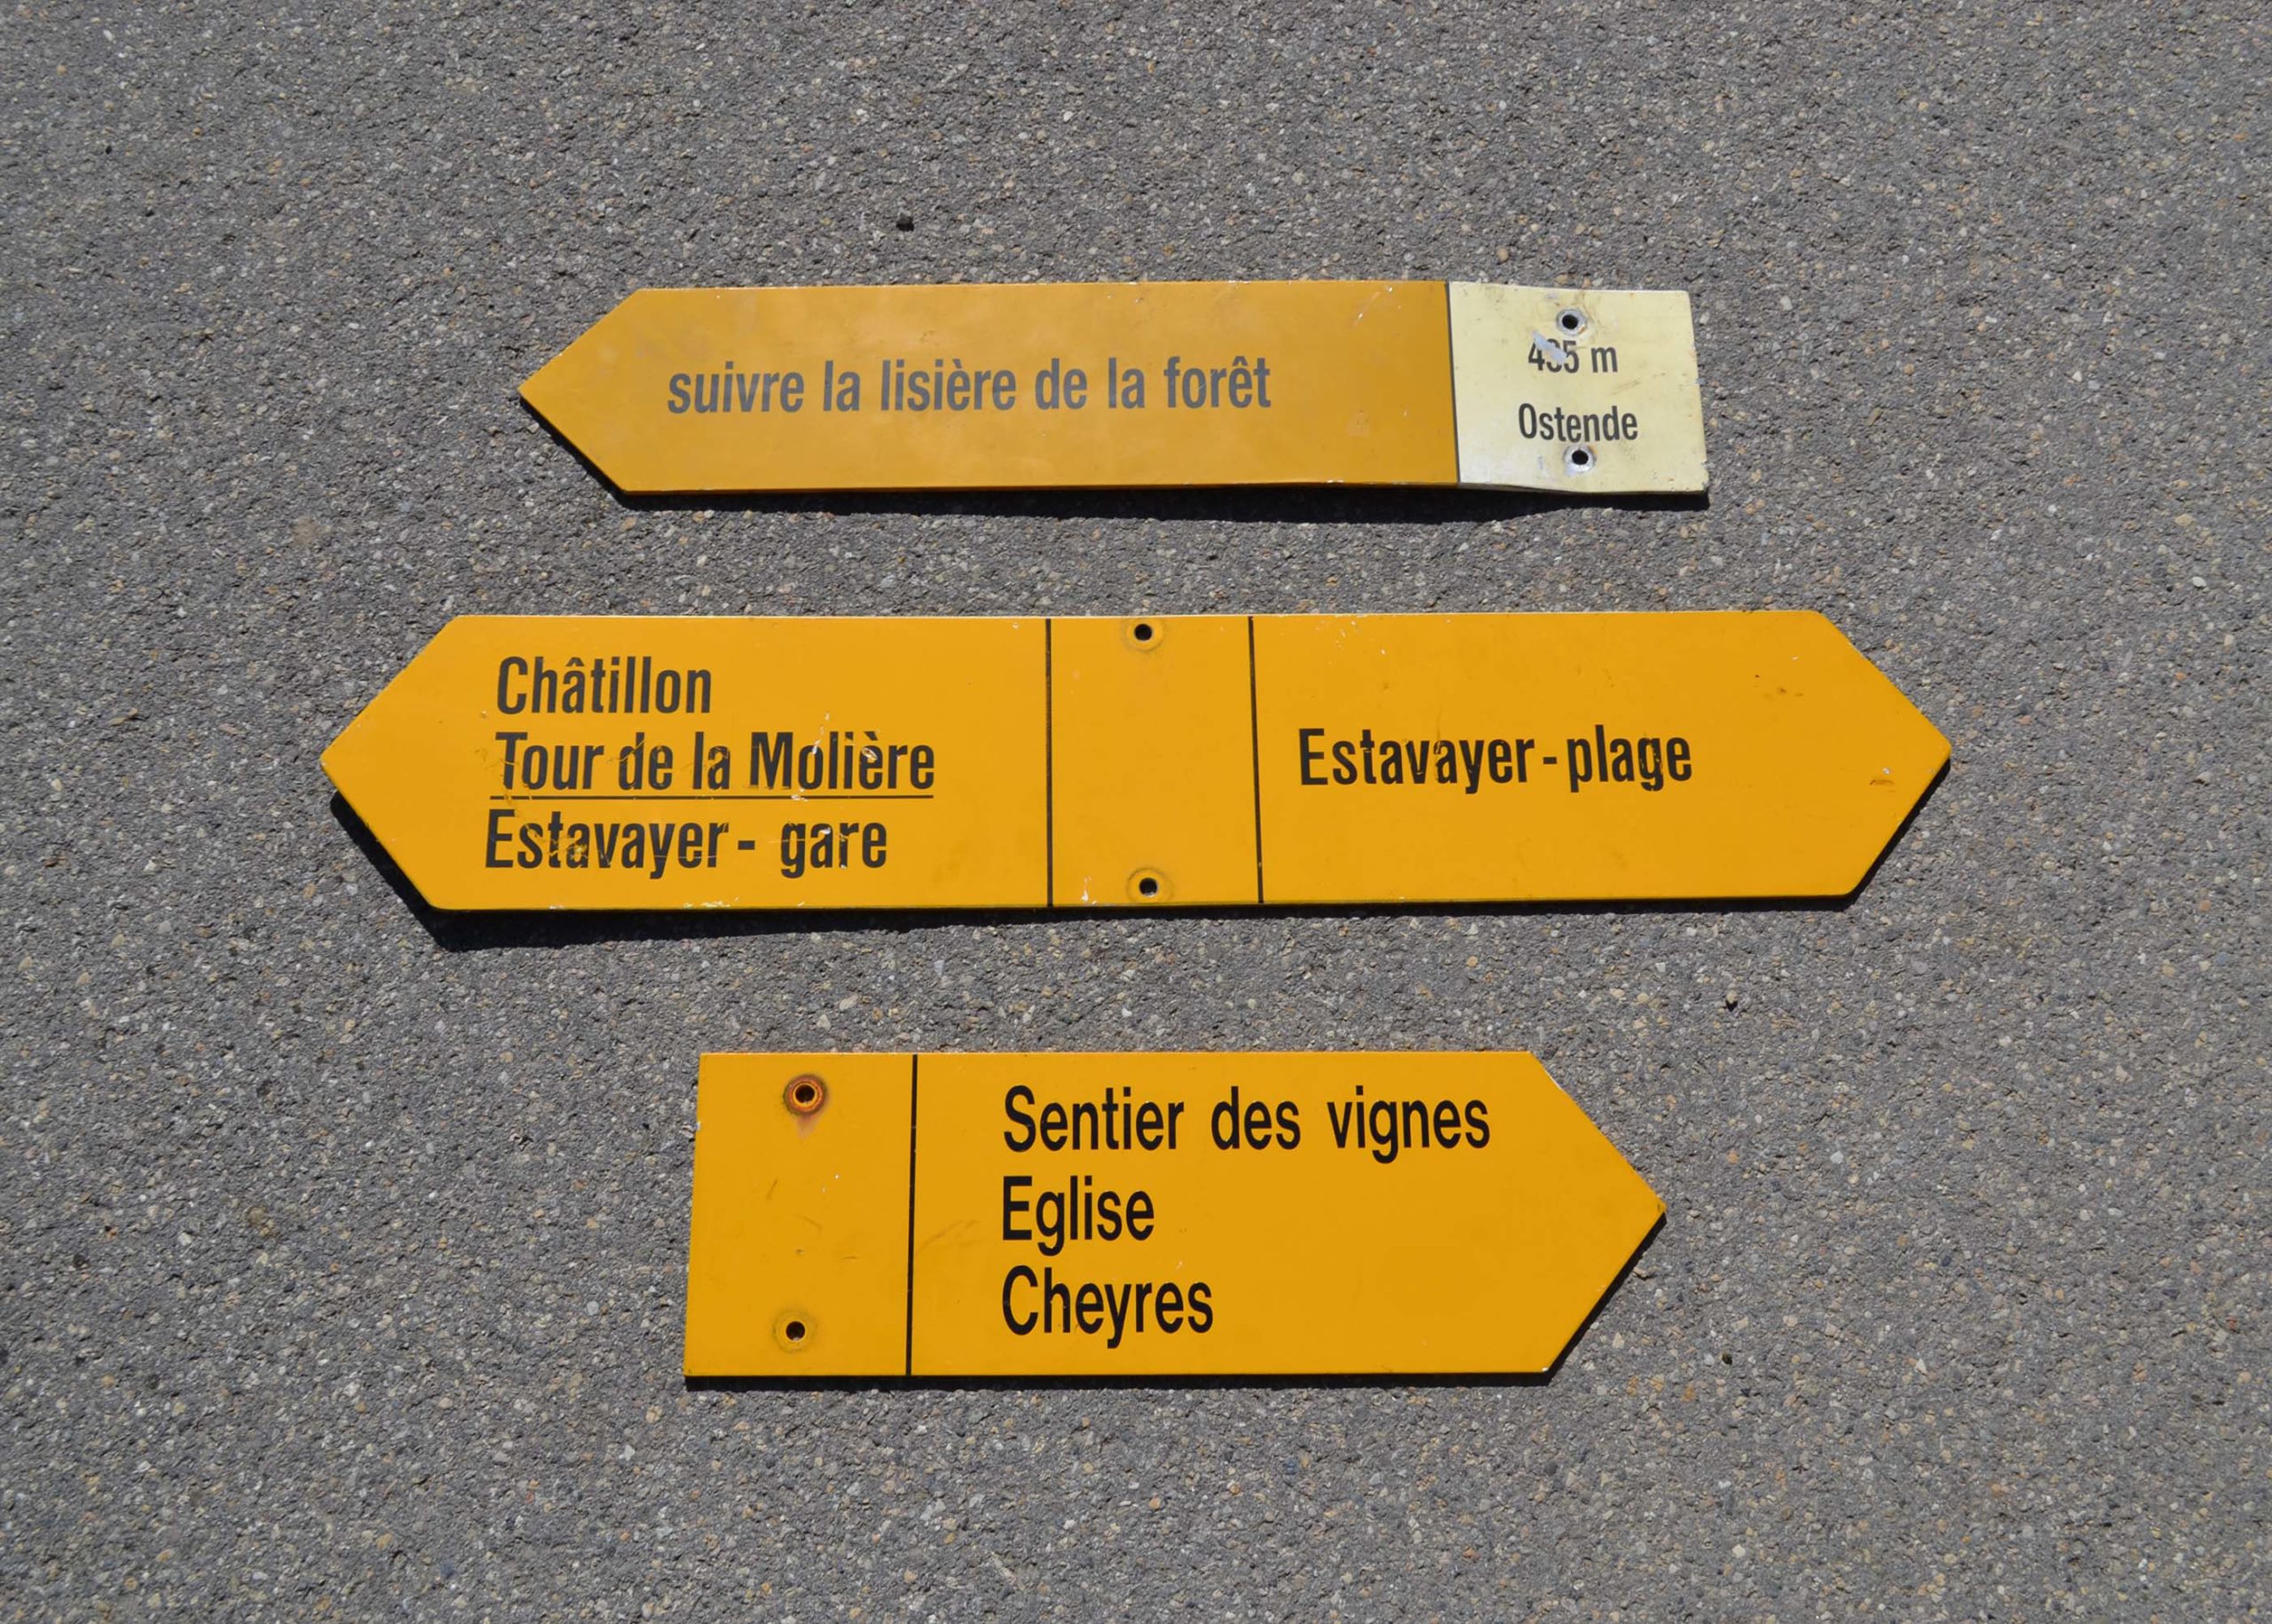 suivre la lisière de la forêt
m
Ostende
Châtillon
Tour de la Molière
Estavayer- gare
Estavayer-plage
Sentier des vignes
Eglise
Cheyres